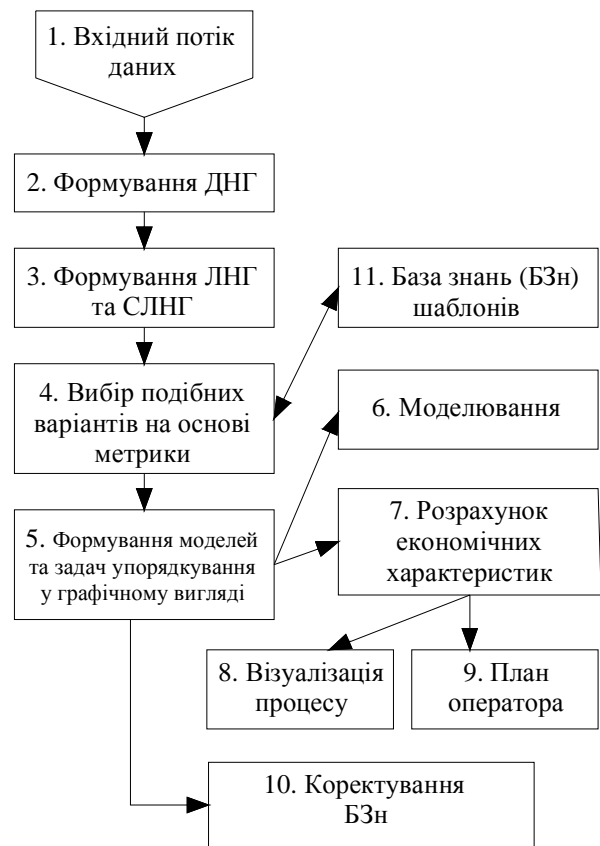 1. Вхідний потік
даних
2. Формування ДНГ
3. Формування ЛНГ
та СЛНГ
11. База знань (БЗн)
шаблонів
4. Вибір подібних
варіантів на основі
метрики
6. Моделювання
5. Формування моделей
та задач упорядкування
у графічному вигляді
7. Розрахунок
економічних
характеристик
8. Візуалізація
процесу
9. План
оператора
10. Коректування
БЗн